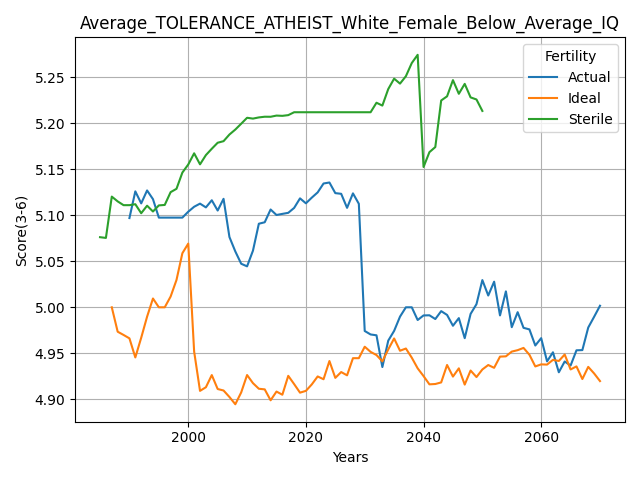 Average_TOLERANCE_ATHEIST_White_Female_Below_Average_IQ
Fertility
Actual
Ideal
Sterile
Score(3-6)
5.25
5.20
5.15
5.10
5.05
5.00
4.95
4.90
2000
2020
2040
2060
Years